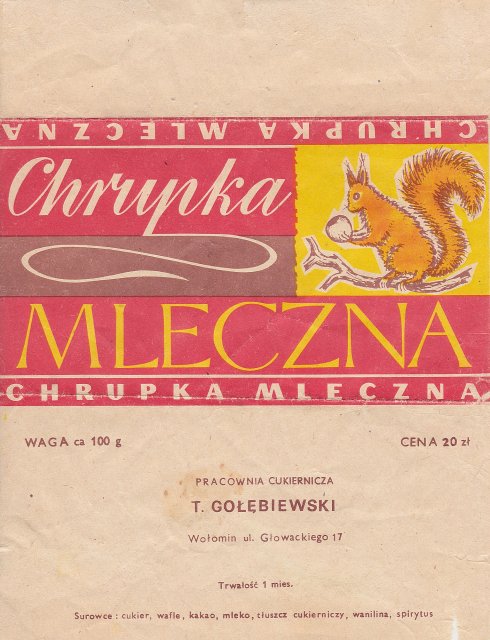 CHRUPKA MLECZNA
Chrupka
MLECZNA
CHRUPKA MLECZNA
WAGA ca 100 g
CENA 20 zł
PRACOWNIA CUKIERNICZA
T. GOŁĘBIEWSKI
Wołomin ul. Głowackiego 17
Trwałość 1 mies.
Surowce : cukier, wafle, kakao, mleko, tłuszcz cukierniczy, wanilina, spirytus